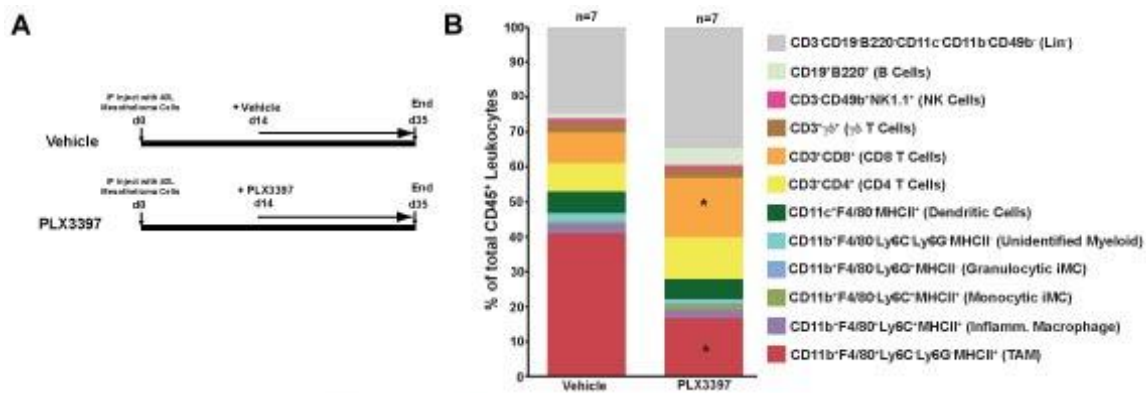 A
IP Inject with 40L
Mesothelioma Cells
d0
+ Vehicle
d14
End
d35
Vehicle
IP Inject with 40L
Mesothelioma Cells
d0
+ PLX3397
d14
End
d35
PLX3397
B
n=7
n=7
% of total CD45⁺ Leukocytes
100
90
80
70
60
50
40
30
20
10
0
*
*
Vehicle
PLX3397
CD3⁻CD19⁻B220⁻CD11c⁻CD11b⁻CD49b⁻ (Lin⁻)
CD19⁺B220⁺ (B Cells)
CD3⁻CD49b⁺NK1.1⁺ (NK Cells)
CD3⁺γδ⁺ (γδ T Cells)
CD3⁺CD8⁺ (CD8 T Cells)
CD3⁺CD4⁺ (CD4 T Cells)
CD11c⁺F4/80⁻MHCII⁺ (Dendritic Cells)
CD11b⁺F4/80⁻Ly6C⁻Ly6G⁻MHCII⁻ (Unidentified Myeloid)
CD11b⁺F4/80⁻Ly6G⁺MHCII⁻ (Granulocytic iMC)
CD11b⁺F4/80⁻Ly6C⁺MHCII⁺ (Monocytic iMC)
CD11b⁺F4/80⁺Ly6C⁺MHCII⁺ (Inflamm. Macrophage)
CD11b⁺F4/80⁺Ly6C⁻Ly6G⁻MHCII⁺ (TAM)